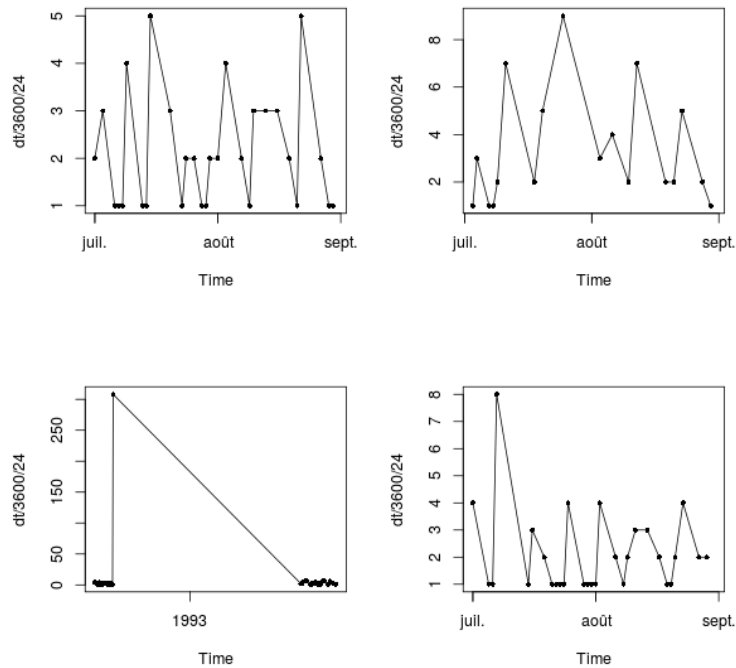 dt/3600/24
5
4
3
2
1
juil.
août
sept.
Time
dt/3600/24
8
6
4
2
juil.
août
sept.
Time
dt/3600/24
250
150
50
0
1993
Time
dt/3600/24
8
7
6
5
4
3
2
1
juil.
août
sept.
Time